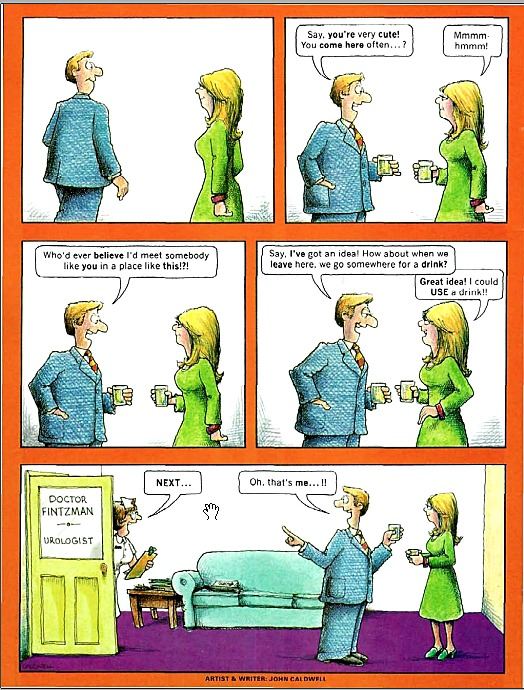 Say, you're very cute!
You come here often...?
Mmmm-
hmmm!
Who'd ever believe I'd meet somebody
like you in a place like this!?!
Say, I've got an idea! How about when we
leave here, we go somewhere for a drink?
Great idea! I could
USE a drink!!
DOCTOR
FINTZMAN
UROLOGIST
NEXT...
Oh, that's me...!!
CALDWELL
ARTIST & WRITER: JOHN CALDWELL